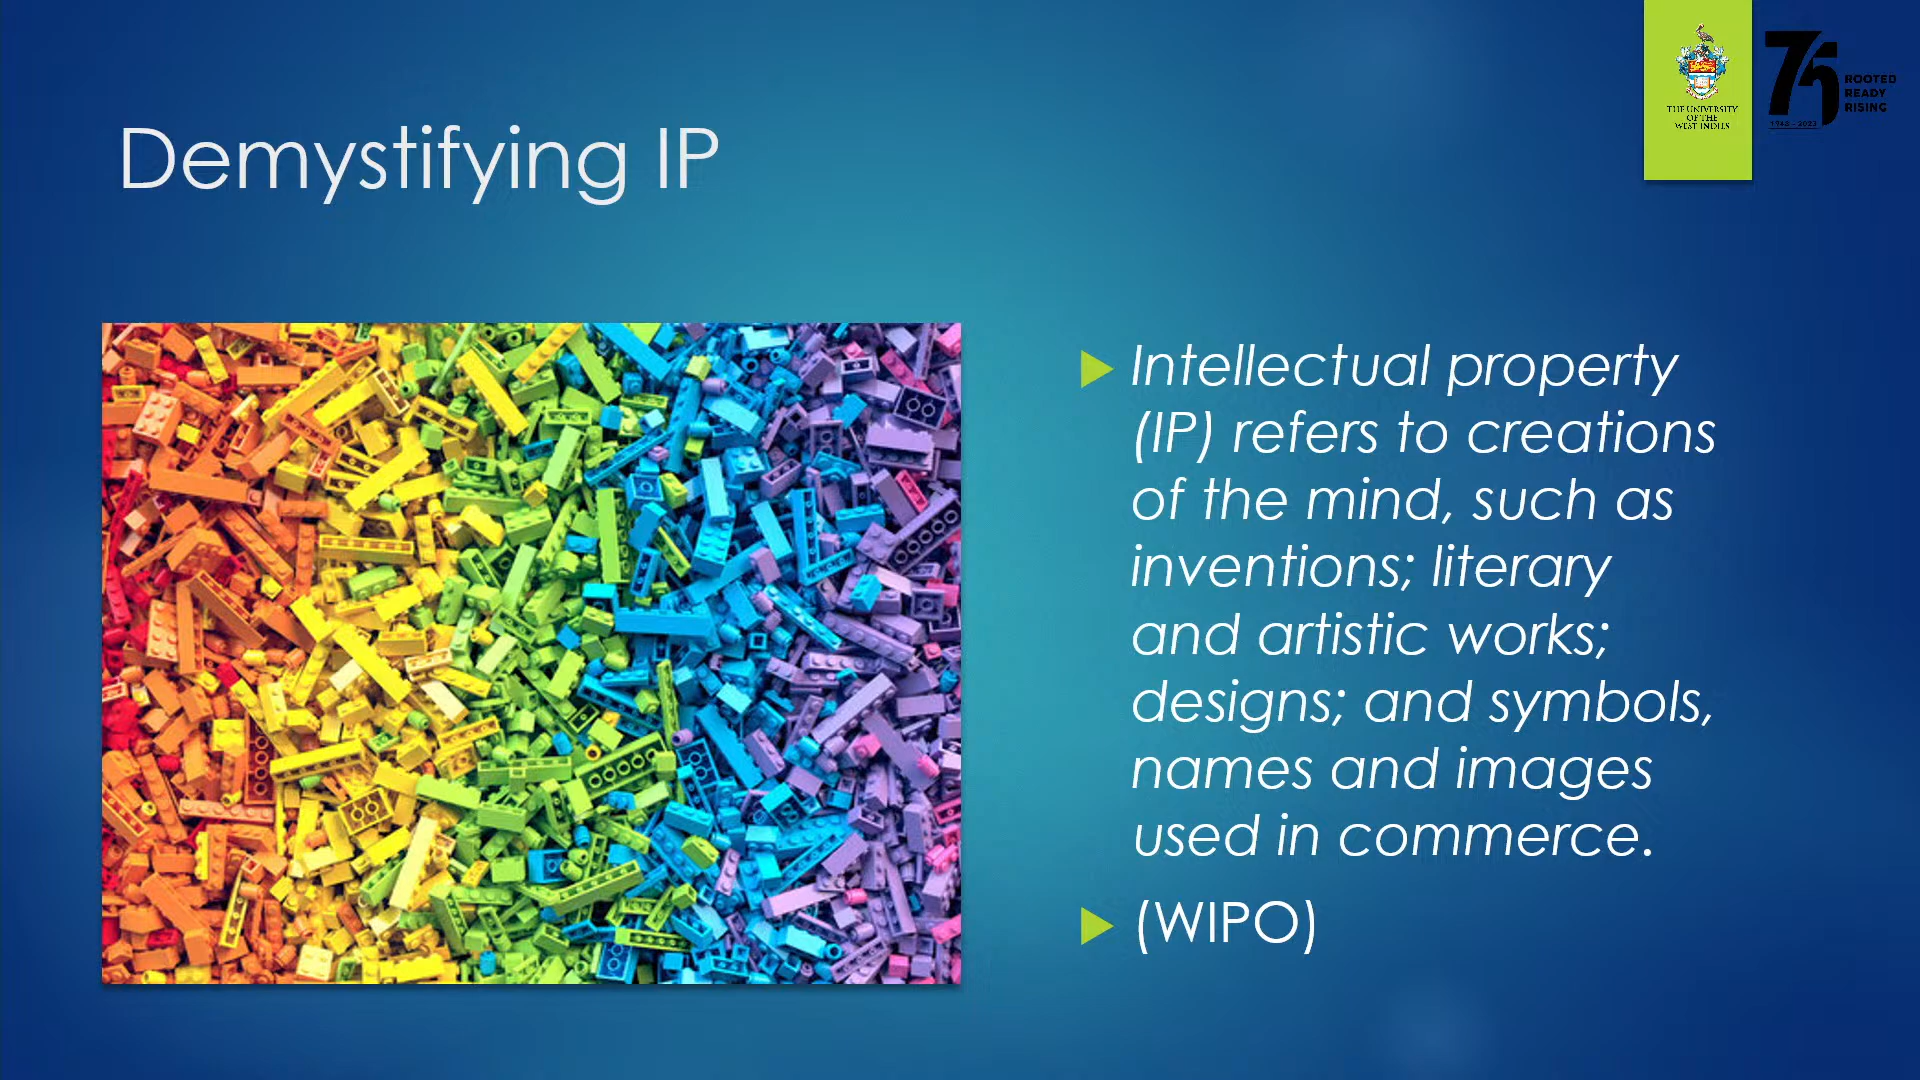 THE UNIVERSITY
OF THE
WEST INDIES
75
ROOTED
READY
RISING
1948 - 2023
Demystifying IP
Intellectual property
(IP) refers to creations
of the mind, such as
inventions; literary
and artistic works;
designs; and symbols,
names and images
used in commerce.
(WIPO)